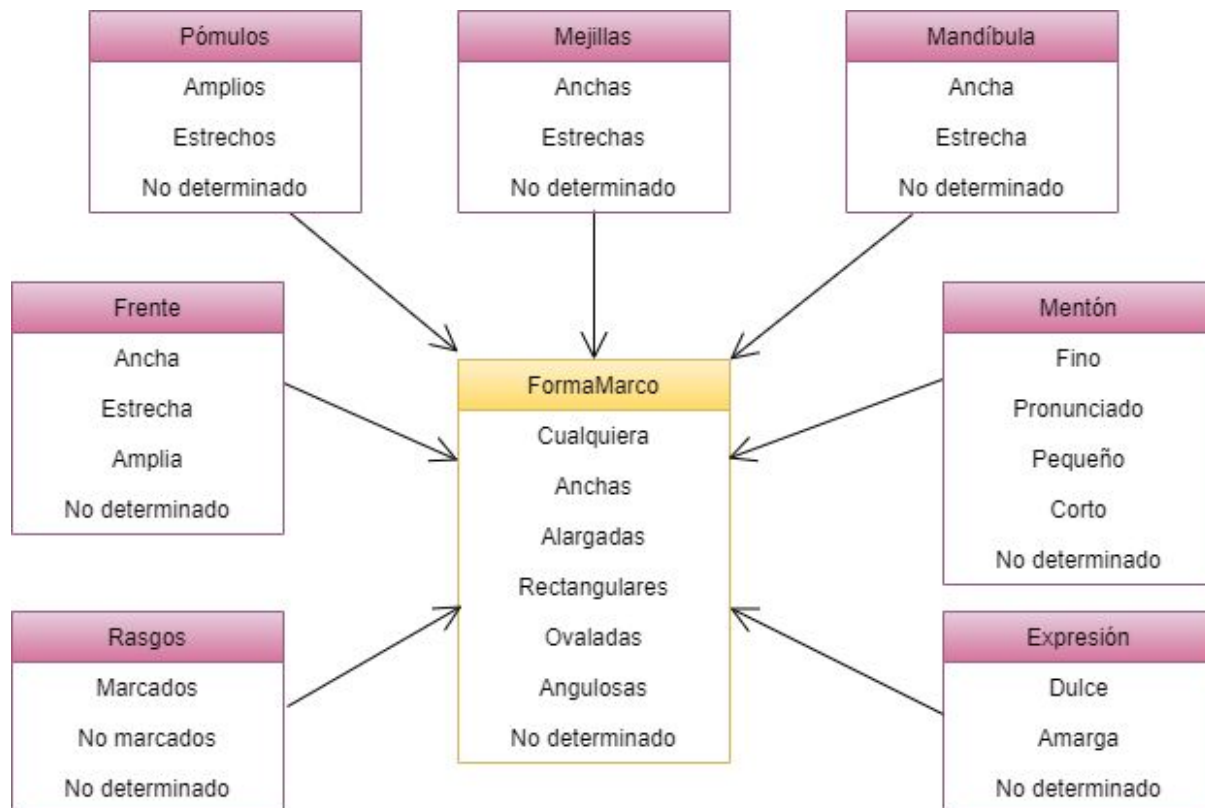 Pómulos
Amplios
Estrechos
No determinado
Mejillas
Anchas
Estrechas
No determinado
Mandíbula
Ancha
Estrecha
No determinado
Frente
Ancha
Estrecha
Amplia
No determinado
FormaMarco
Cualquiera
Anchas
Alargadas
Rectangulares
Ovaladas
Angulosas
No determinado
Mentón
Fino
Pronunciado
Pequeño
Corto
No determinado
Rasgos
Marcados
No marcados
No determinado
Expresión
Dulce
Amarga
No determinado